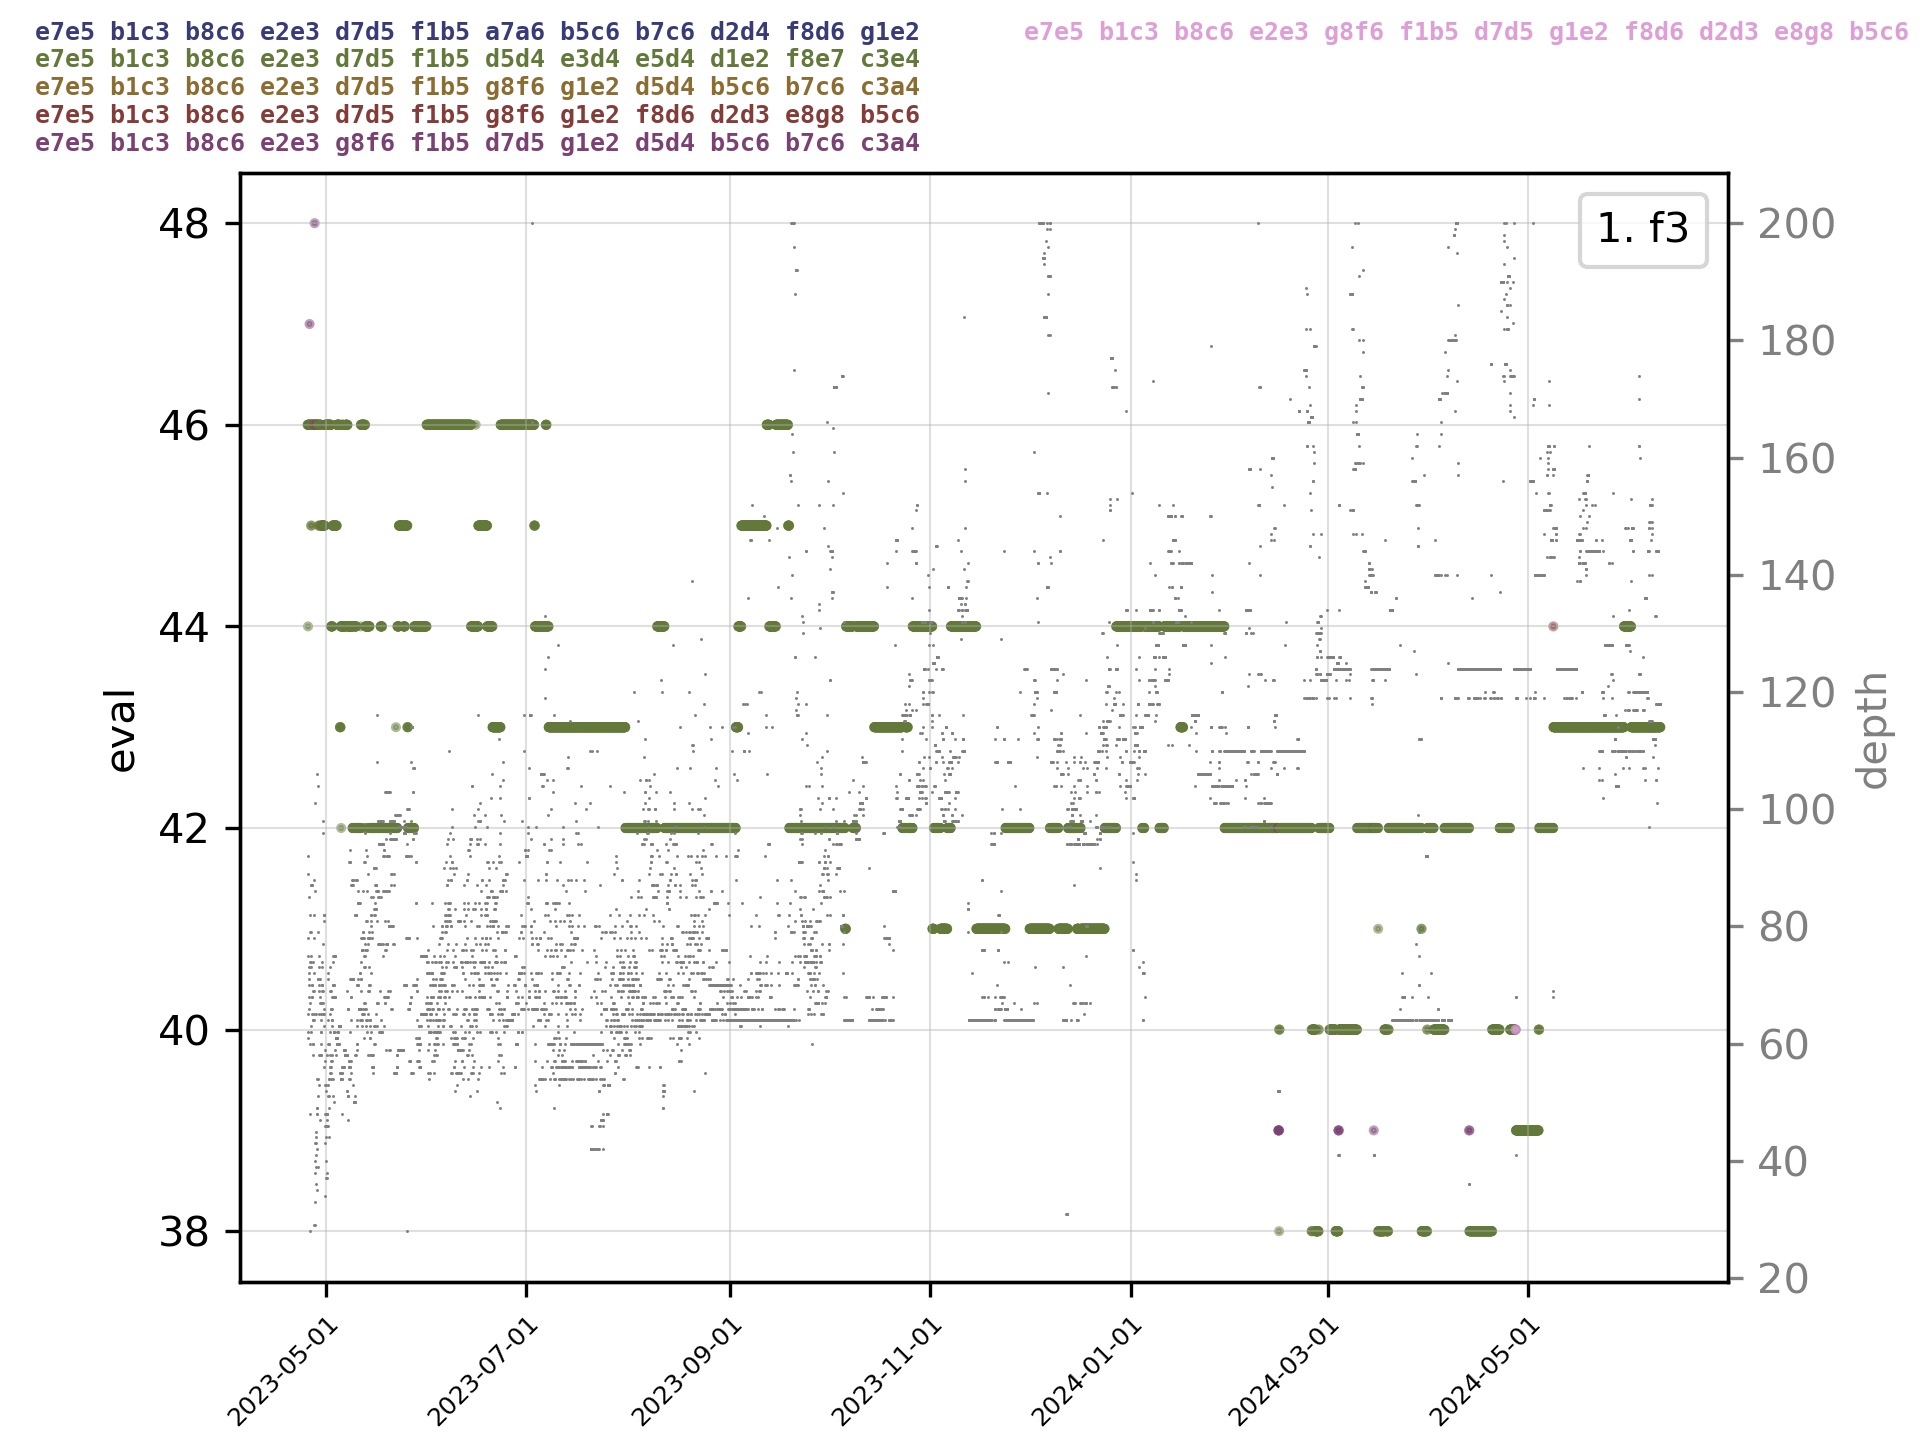 e7e5 b1c3 b8c6 e2e3 d7d5 f1b5 a7a6 b5c6 b7c6 d2d4 f8d6 g1e2
e7e5 b1c3 b8c6 e2e3 g8f6 f1b5 d7d5 g1e2 f8d6 d2d3 e8g8 b5c6
e7e5 b1c3 b8c6 e2e3 d7d5 f1b5 d5d4 e3d4 e5d4 d1e2 f8e7 c3e4
e7e5 b1c3 b8c6 e2e3 d7d5 f1b5 g8f6 g1e2 d5d4 b5c6 b7c6 c3a4
e7e5 b1c3 b8c6 e2e3 d7d5 f1b5 g8f6 g1e2 f8d6 d2d3 e8g8 b5c6
e7e5 b1c3 b8c6 e2e3 g8f6 f1b5 d7d5 g1e2 d5d4 b5c6 b7c6 c3a4
1. f3
eval
48
46
44
42
40
38
depth
200
180
160
140
120
100
80
60
40
20
2023-05-01
2023-07-01
2023-09-01
2023-11-01
2024-01-01
2024-03-01
2024-05-01